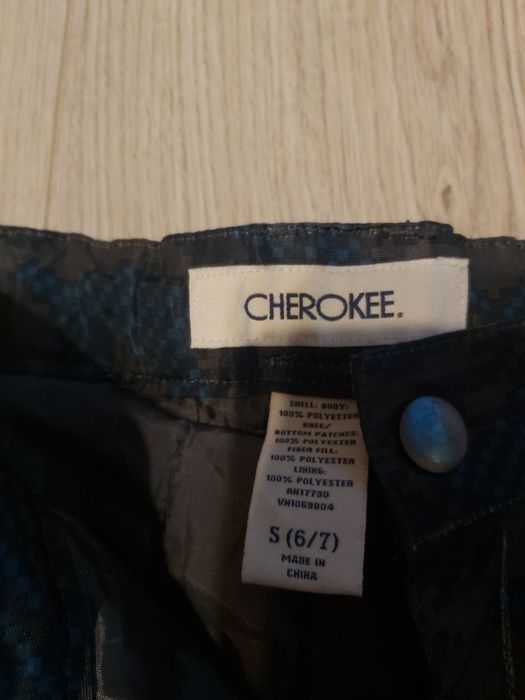 CHEROKEE.
SHELL: BODY:
100% POLYESTER
KNEE/
BOTTOM PATCHES:
100% POLYESTER
FIBER FILL:
100% POLYESTER
LINING:
100% POLYESTER
RN17730
VN1069804
S (6/7)
MADE IN
CHINA